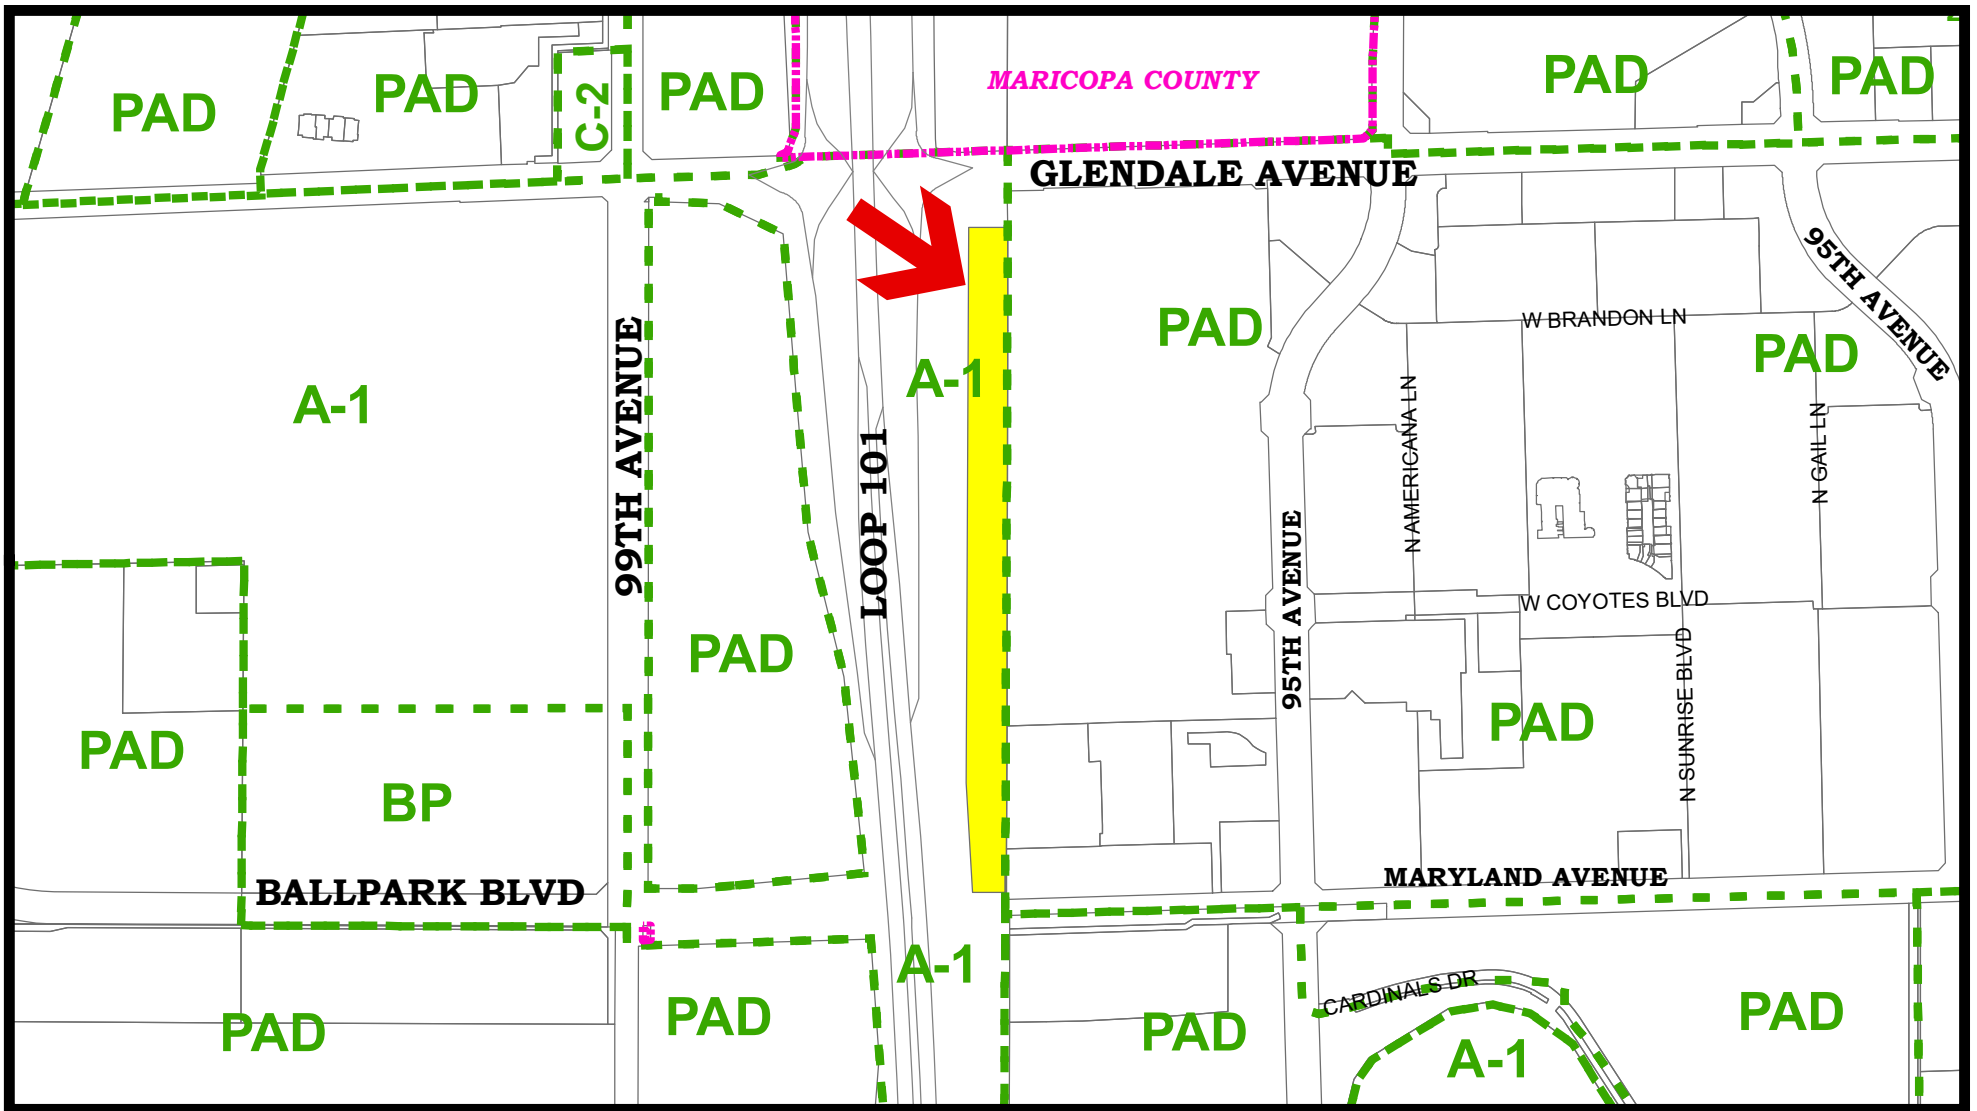 PAD
PAD
C-2
PAD
MARICOPA COUNTY
PAD
PAD
GLENDALE AVENUE
95TH AVENUE
W BRANDON LN
PAD
PAD
A-1
A-1
99TH AVENUE
LOOP 101
N AMERICANA LN
N GAIL LN
95TH AVENUE
W COYOTES BLVD
PAD
N SUNRISE BLVD
PAD
PAD
BP
BALLPARK BLVD
MARYLAND AVENUE
A-1
CARDINALS DR
PAD
PAD
PAD
PAD
A-1